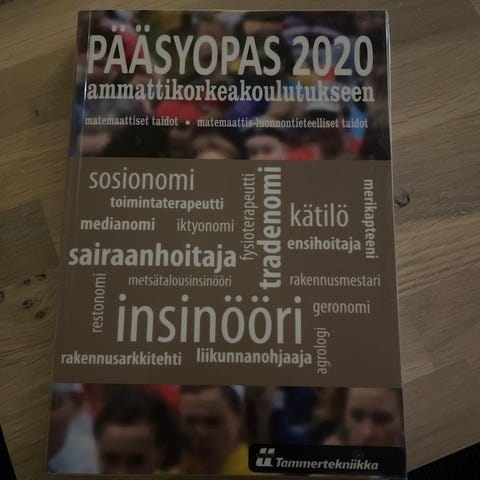 PÄÄSYOPAS 2020
ammattikorkeakoulutukseen
matemaattiset taidot • matemaattis-luonnontieteelliset taidot
sosionomi
toimintaterapeutti
medianomi iktyonomi
sairaanhoitaja
metsätalousinsinööri
fysioterapeutti
tradenomi
kätilö
ensihoitaja
merikapteeni
rakennusmestari
restonomi
insinööri
geronomi
agrologi
rakennusarkkitehti liikunnanohjaaja
Tammertekniikka